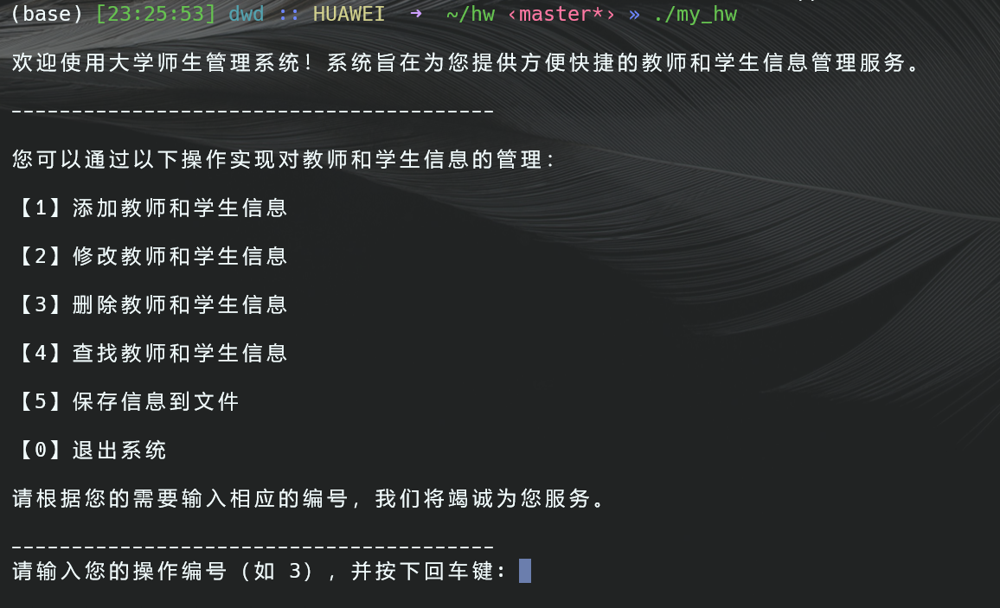 (base) [23:25:53] dwd :: HUAWEI → ~/hw ‹master*› » ./my_hw
欢迎使用大学师生管理系统！系统旨在为您提供方便快捷的教师和学生信息管理服务。
----------------------------------------
您可以通过以下操作实现对教师和学生信息的管理：
【1】添加教师和学生信息
【2】修改教师和学生信息
【3】删除教师和学生信息
【4】查找教师和学生信息
【5】保存信息到文件
【0】退出系统
请根据您的需要输入相应的编号，我们将竭诚为您服务。
----------------------------------------
请输入您的操作编号（如 3），并按下回车键：